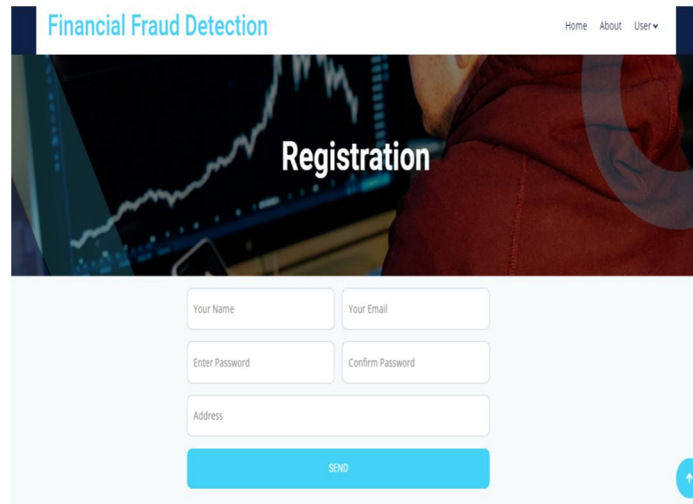 Financial Fraud Detection
Home About User
Registration
Your Name Your Email
Enter Password Confirm Password
Address
SEND